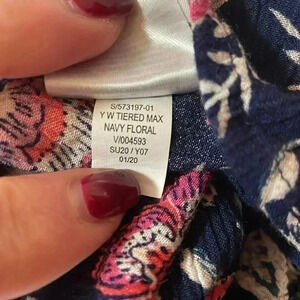 S/573197-01
Y W TIERED MAX
NAVY FLORAL
V/004593
SU20 / Y07
01/20